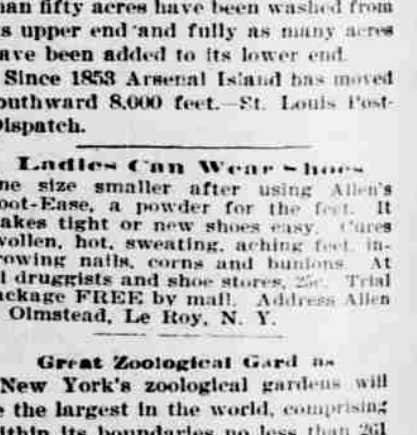 han fifty acres have been washed from
s upper end and fully as many acres
ave been added to its lower end.
Since 1853 Arsenal Island has moved
outhward 8,000 feet.—St. Louis Post-
Dispatch.
Ladies Can Wear Shoes
ne size smaller after using Allen's
oot-Ease, a powder for the feet. It
akes tight or new shoes easy. Cures
wollen, hot, sweating, aching feet, in-
rowing nails, corns and bunions. At
l druggists and shoe stores, 25c. Trial
ackage FREE by mail. Address Allen
Olmstead, Le Roy, N. Y.
Great Zoological Gardens
New York's zoological gardens will
e the largest in the world, comprising
ithin its boundaries no less than 261